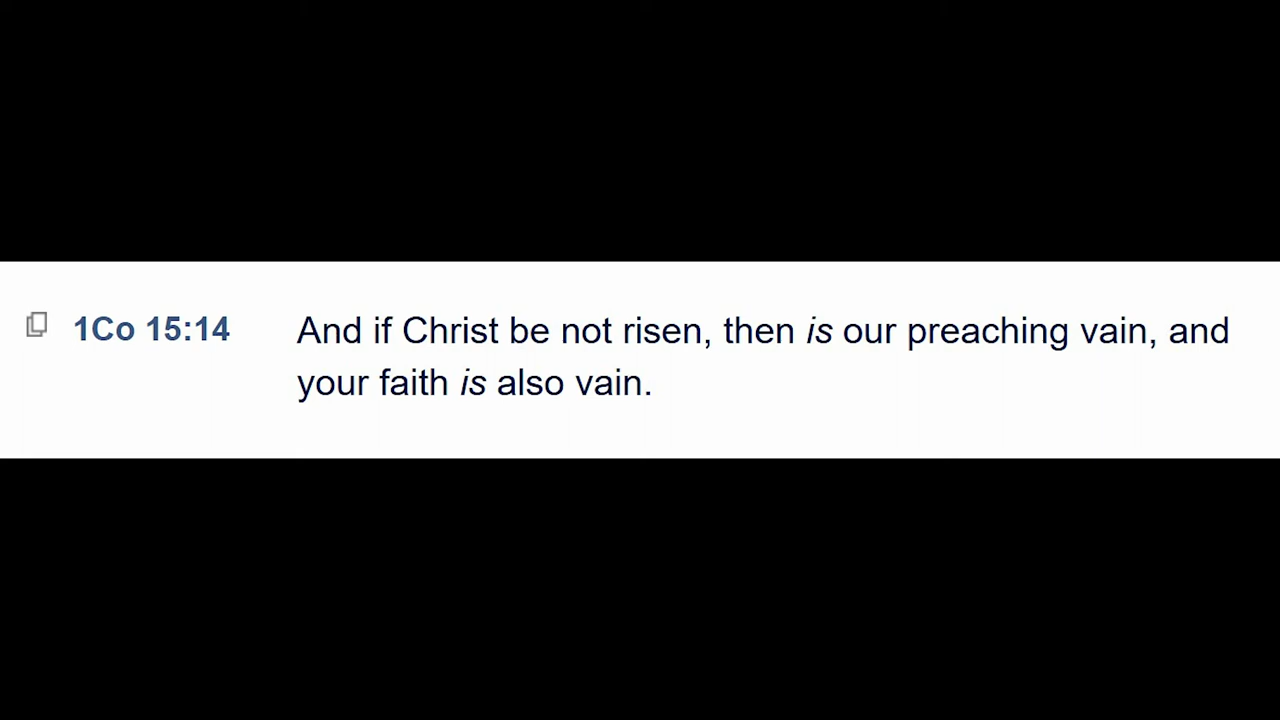 1Co 15:14 And if Christ be not risen, then is our preaching vain, and
your faith is also vain.